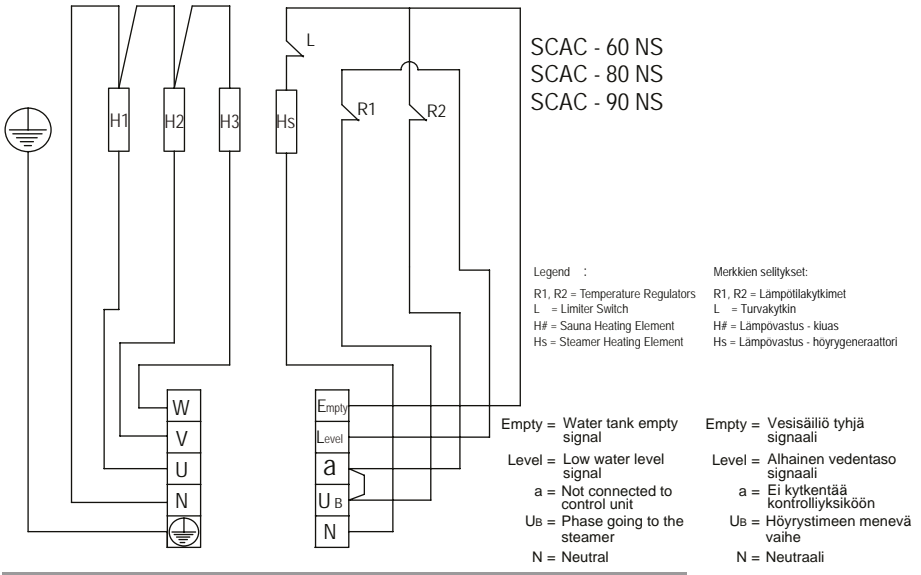 L
SCAC - 60 NS
SCAC - 80 NS
SCAC - 90 NS
H1
H2
H3
Hs
R1
R2
Legend :
R1, R2 = Temperature Regulators
L = Limiter Switch
H# = Sauna Heating Element
Hs = Steamer Heating Element
Merkkien selitykset:
R1, R2 = Lämpötilakytkimet
L = Turvakytkin
H# = Lämpövastus - kiuas
Hs = Lämpövastus - höyrygeneraattori
W
V
U
N
Empty
Level
a
UB
N
Empty = Water tank empty
signal
Level = Low water level
signal
a = Not connected to
control unit
UB = Phase going to the
steamer
N = Neutral
Empty = Vesisäiliö tyhjä
signaali
Level = Alhainen vedentaso
signaali
a = Ei kytkentää
kontrolliyksiköön
UB = Höyrystimeen menevä
vaihe
N = Neutraali